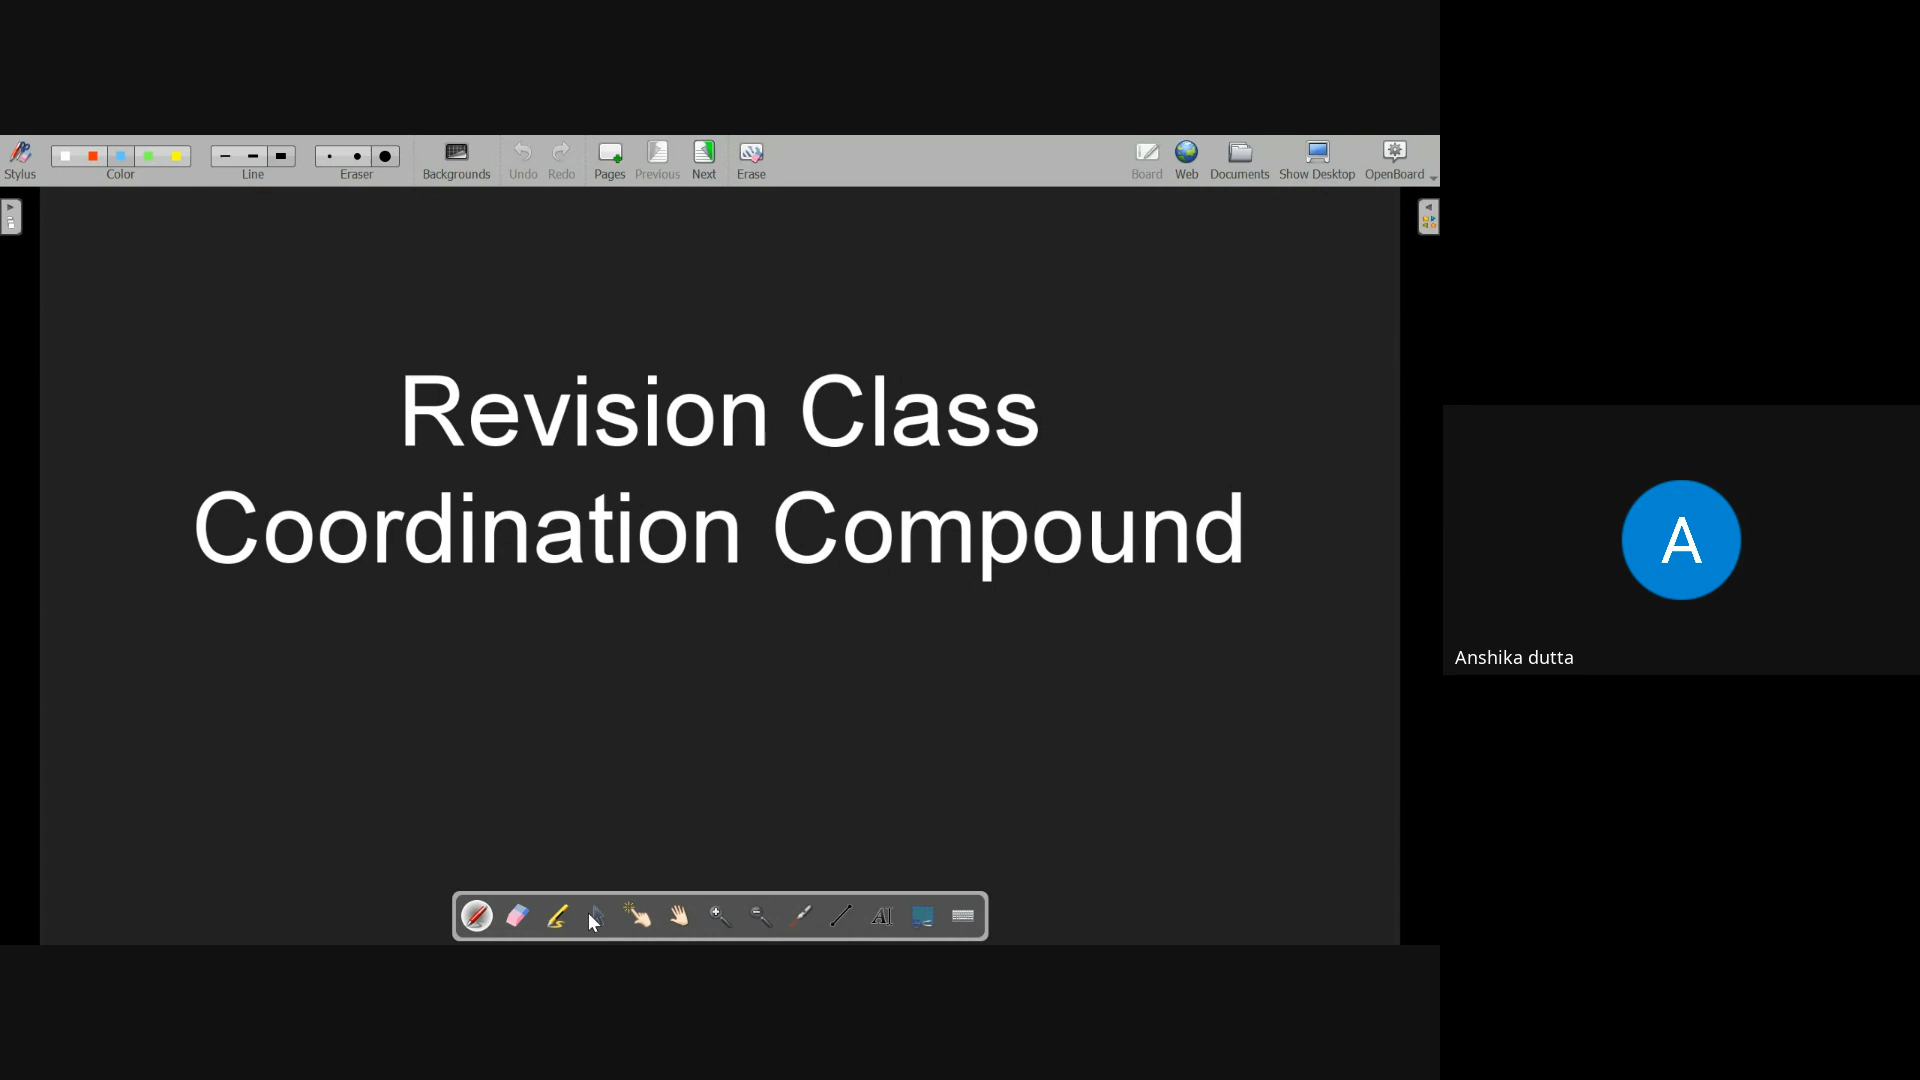 Stylus Color Line Eraser Backgrounds Undo Redo Pages Previous Next Erase Board Web Documents Show Desktop OpenBoard
Revision Class
Coordination Compound
A
Anshika dutta
AI